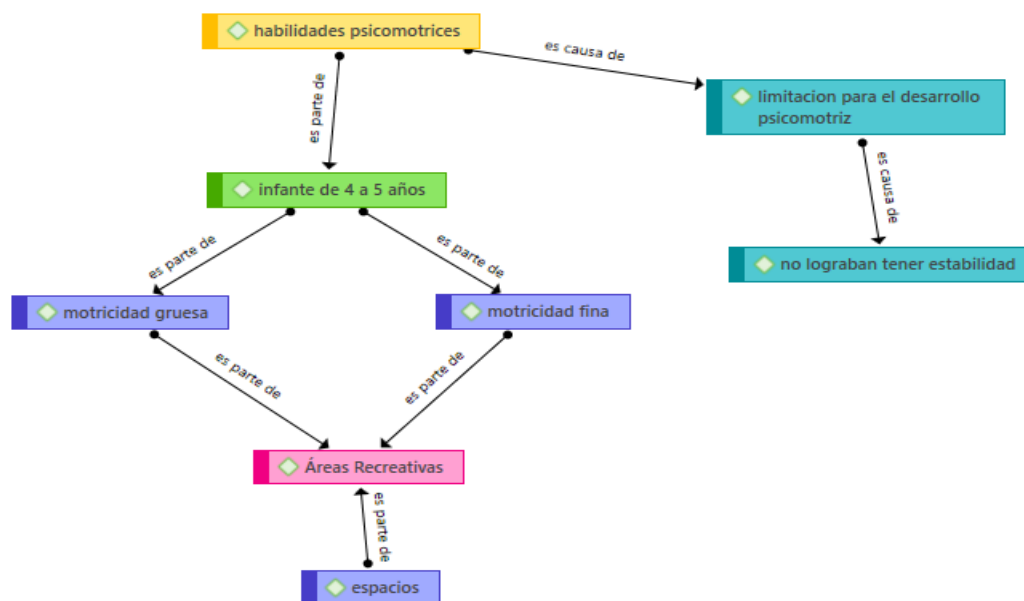 habilidades psicomotrices
es causa de
es parte de
limitacion para el desarrollo
psicomotriz
es causa de
infante de 4 a 5 años
es parte de
es parte de
no lograban tener estabilidad
motricidad gruesa
motricidad fina
es parte de
es parte de
Áreas Recreativas
es parte de
espacios